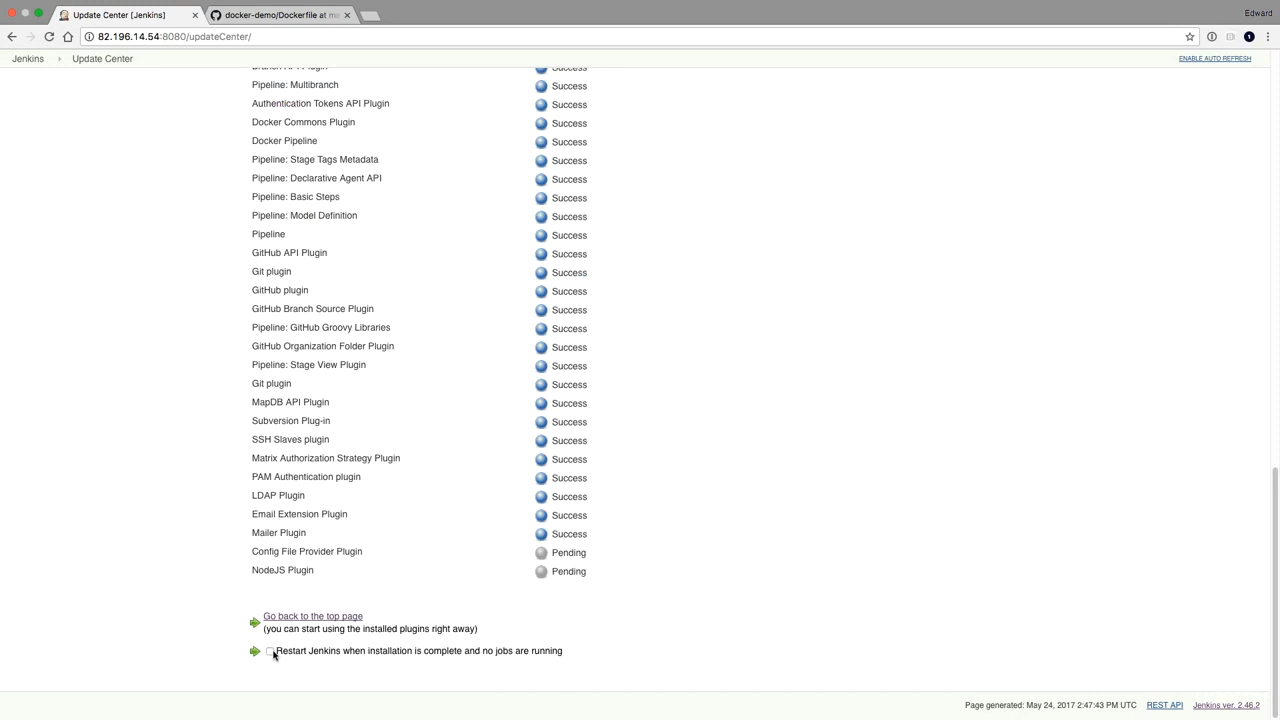 Update Center [Jenkins]
docker-demo/Dockerfile at ma
Edward
82.196.14.54:8080/updateCenter/
Jenkins
Update Center
ENABLE AUTO REFRESH
Branch API Plugin Success
Pipeline: Multibranch Success
Authentication Tokens API Plugin Success
Docker Commons Plugin Success
Docker Pipeline Success
Pipeline: Stage Tags Metadata Success
Pipeline: Declarative Agent API Success
Pipeline: Basic Steps Success
Pipeline: Model Definition Success
Pipeline Success
GitHub API Plugin Success
Git plugin Success
GitHub plugin Success
GitHub Branch Source Plugin Success
Pipeline: GitHub Groovy Libraries Success
GitHub Organization Folder Plugin Success
Pipeline: Stage View Plugin Success
Git plugin Success
MapDB API Plugin Success
Subversion Plug-in Success
SSH Slaves plugin Success
Matrix Authorization Strategy Plugin Success
PAM Authentication plugin Success
LDAP Plugin Success
Email Extension Plugin Success
Mailer Plugin Success
Config File Provider Plugin Pending
NodeJS Plugin Pending
Go back to the top page
(you can start using the installed plugins right away)
Restart Jenkins when installation is complete and no jobs are running
Page generated: May 24, 2017 2:47:43 PM UTC
REST API
Jenkins ver. 2.46.2